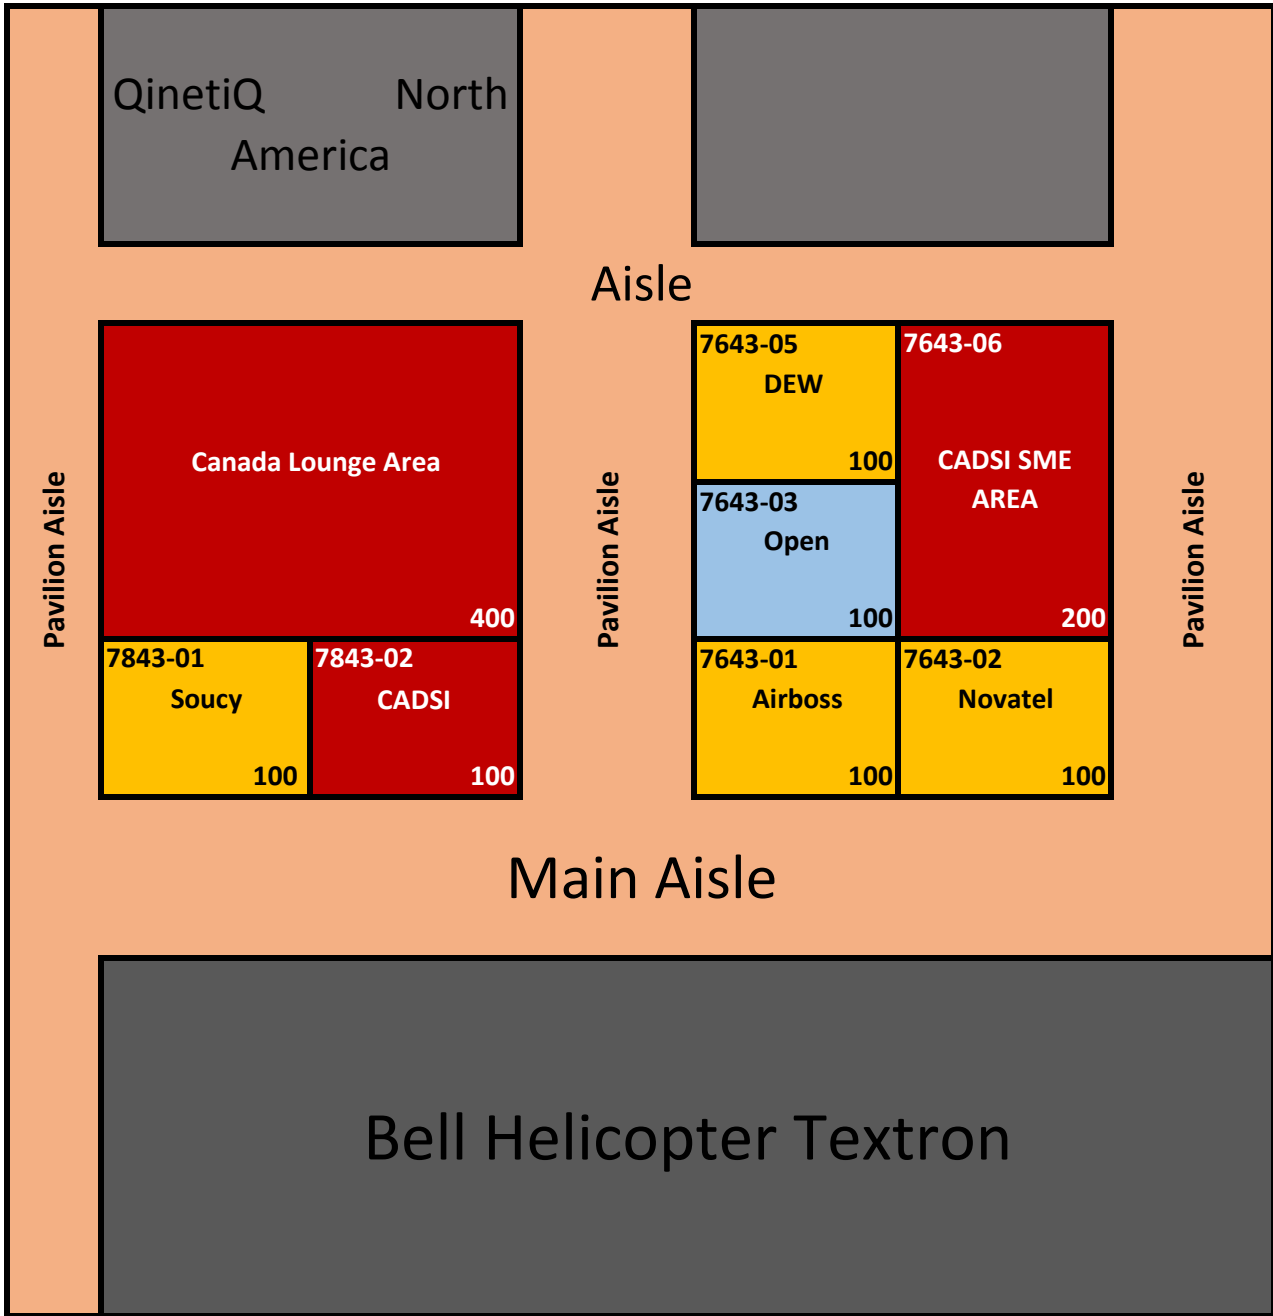 QinetiQ North
America
Aisle
Canada Lounge Area
400
7843-01
Soucy
100
7843-02
CADSI
100
Pavilion Aisle
Pavilion Aisle
7643-05
DEW
100
7643-06
CADSI SME
AREA
200
7643-03
Open
100
7643-01
Airboss
100
7643-02
Novatel
100
Pavilion Aisle
Main Aisle
Bell Helicopter Textron